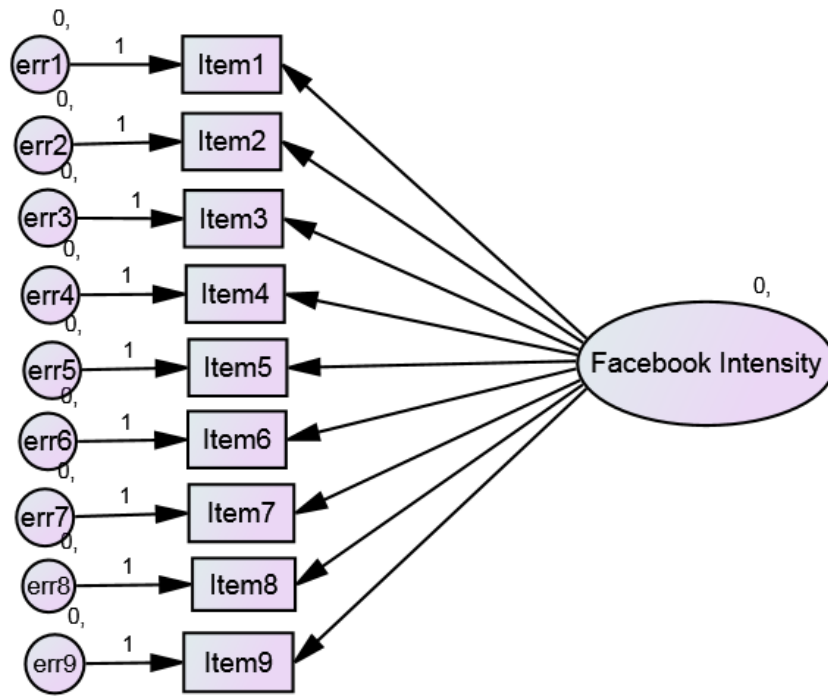 0,
err1 1 Item1
0,
err2 1 Item2
0,
err3 1 Item3
0,
err4 1 Item4
0,
Facebook Intensity
0,
err5 1 Item5
0,
err6 1 Item6
0,
err7 1 Item7
0,
err8 1 Item8
0,
err9 1 Item9